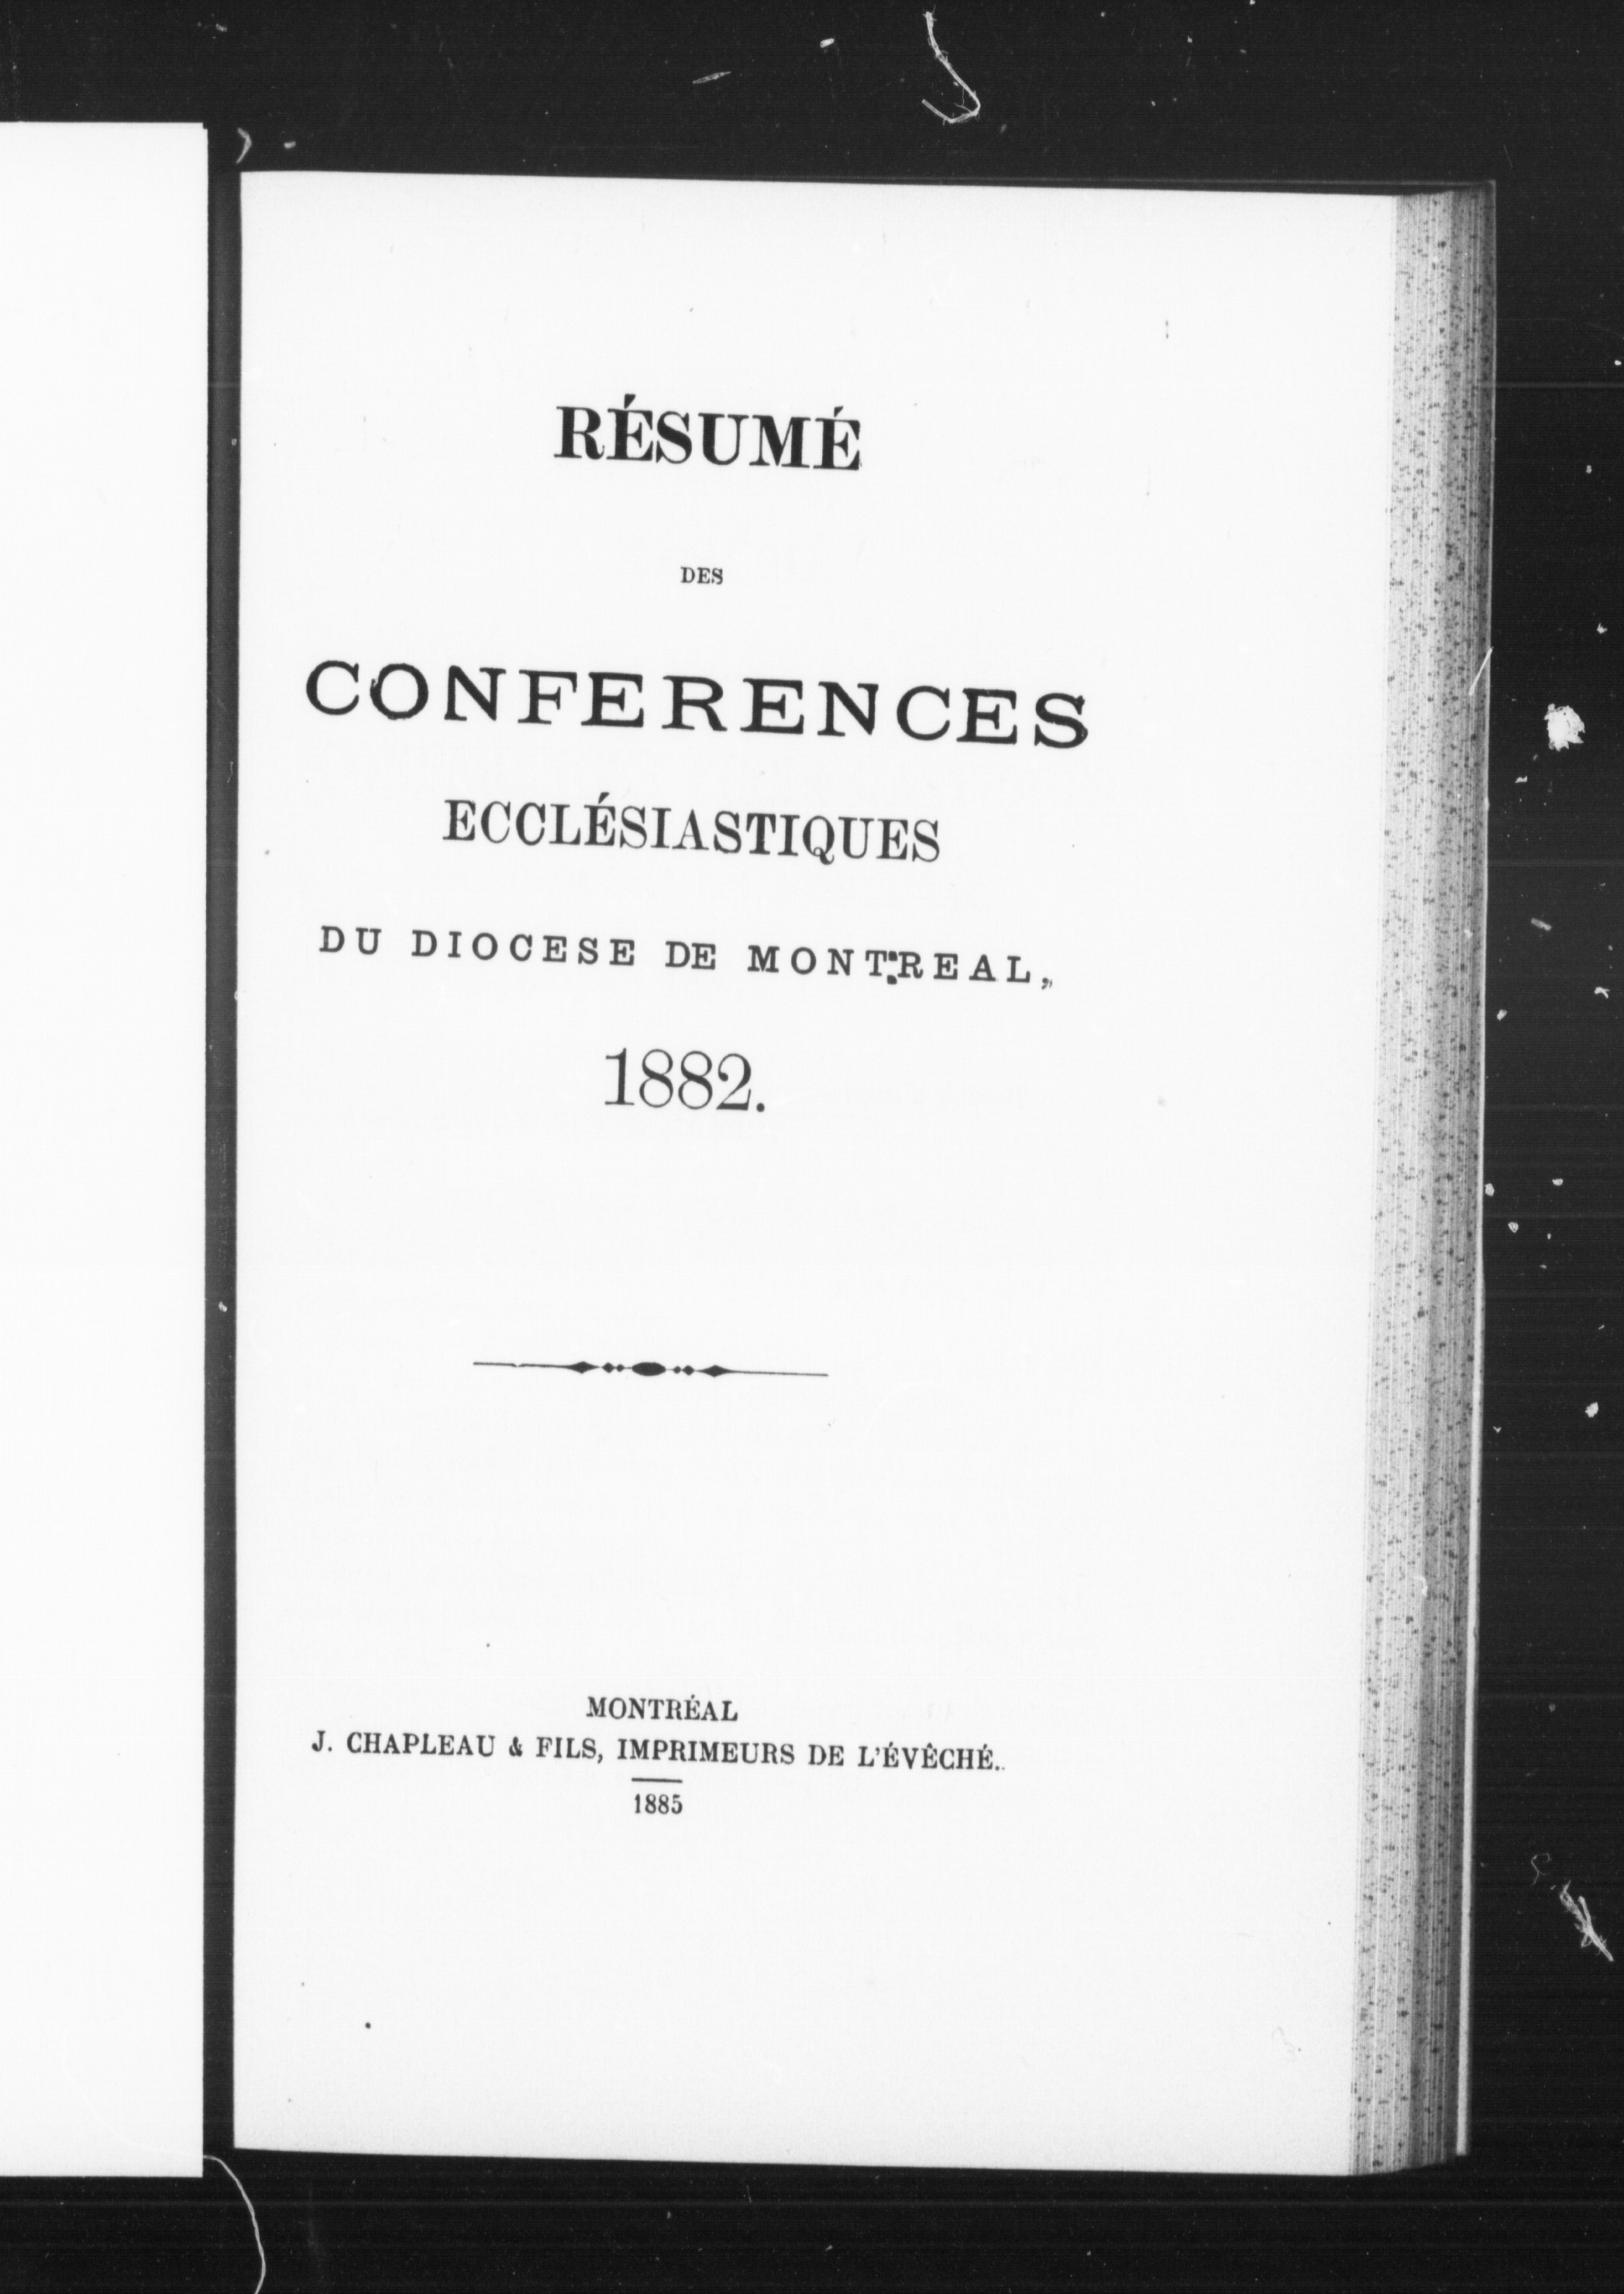 RÉSUMÉ
DES
CONFERENCES
ECCLÉSIASTIQUES
DU DIOCESE DE MONTREAL,
1882.
MONTRÉAL
J. CHAPLEAU & FILS, IMPRIMEURS DE L'ÉVÊCHÉ.
1885